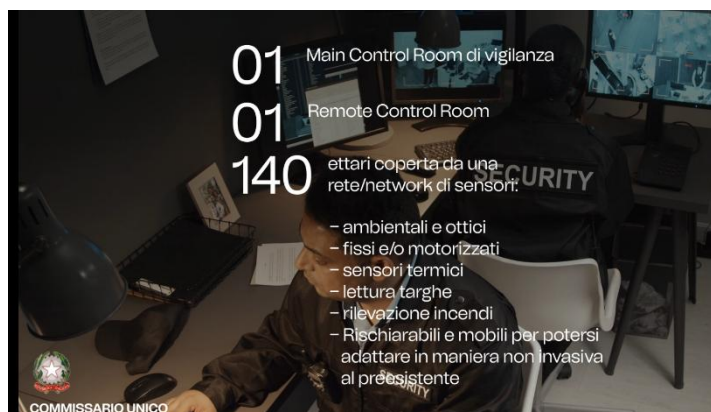 01 Main Control Room di vigilanza
01 Remote Control Room
140 ettari coperta da una
rete/network di sensori:
SECURITY
– ambientali e ottici
– fissi e/o motorizzati
– sensori termici
– lettura targhe
– rilevazione incendi
– Rischiarabili e mobili per potersi
adattare in maniera non invasiva
al preesistente
COMMISSARIO UNICO